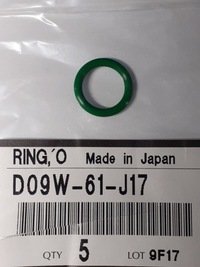 RING,'O Made in Japan
D09W-61-J17
QTY 5 LOT 9F17